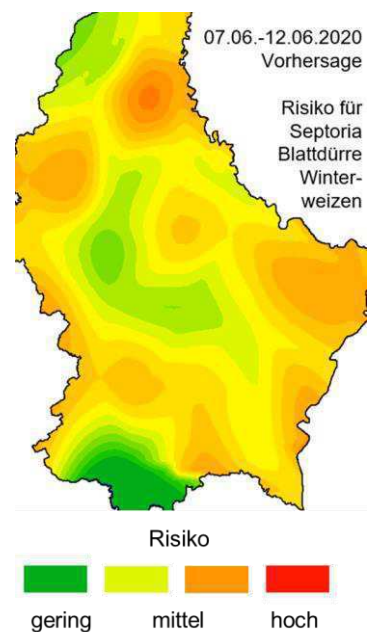 07.06.-12.06.2020
Vorhersage
Risiko für
Septoria
Blattdürre
Winter-
weizen
Risiko
gering mittel hoch